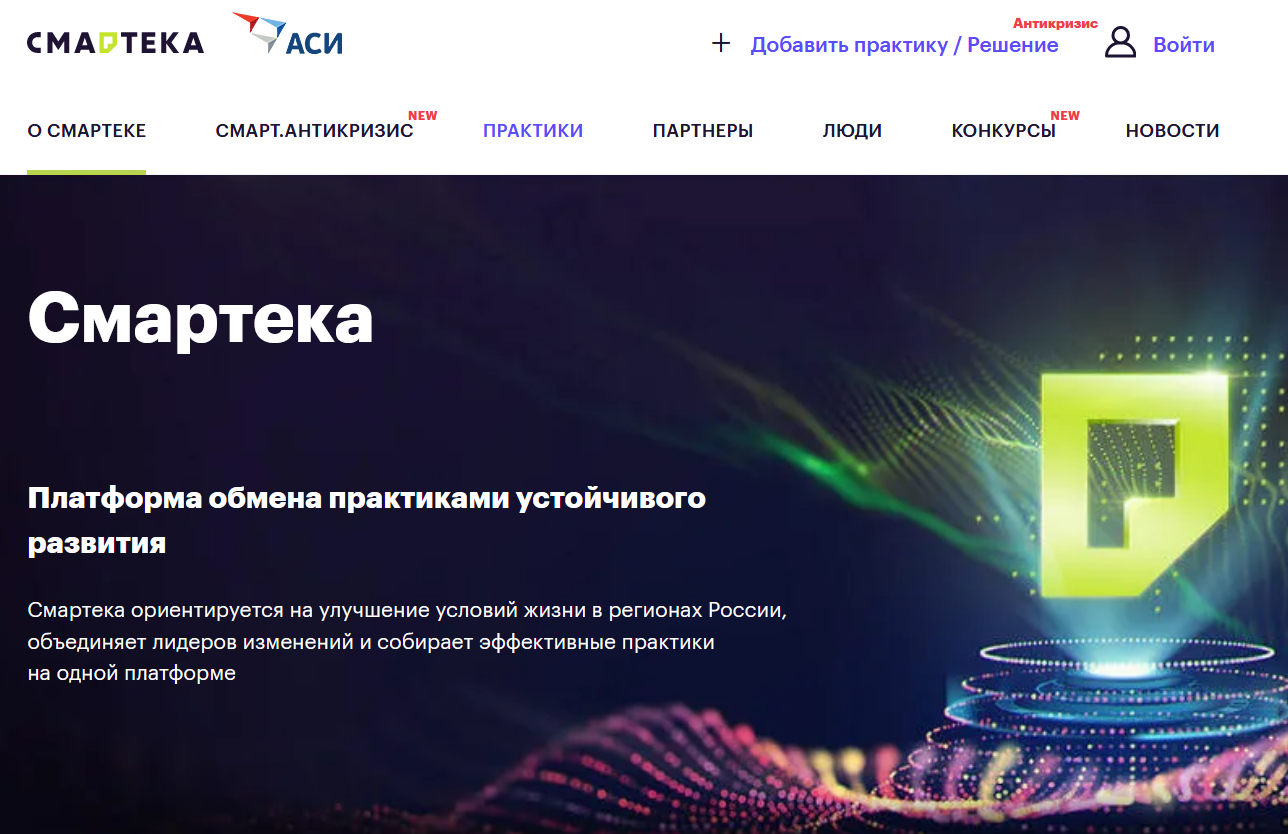 СМАРТЕКА
АСИ
Антикризис
+ Добавить практику / Решение
Войти
О СМАРТЕКЕ
СМАРТ.АНТИКРИЗИС NEW
ПРАКТИКИ
ПАРТНЕРЫ
ЛЮДИ
КОНКУРСЫ NEW
НОВОСТИ
Смартека
Платформа обмена практиками устойчивого
развития
Смартека ориентируется на улучшение условий жизни в регионах России,
объединяет лидеров изменений и собирает эффективные практики
на одной платформе